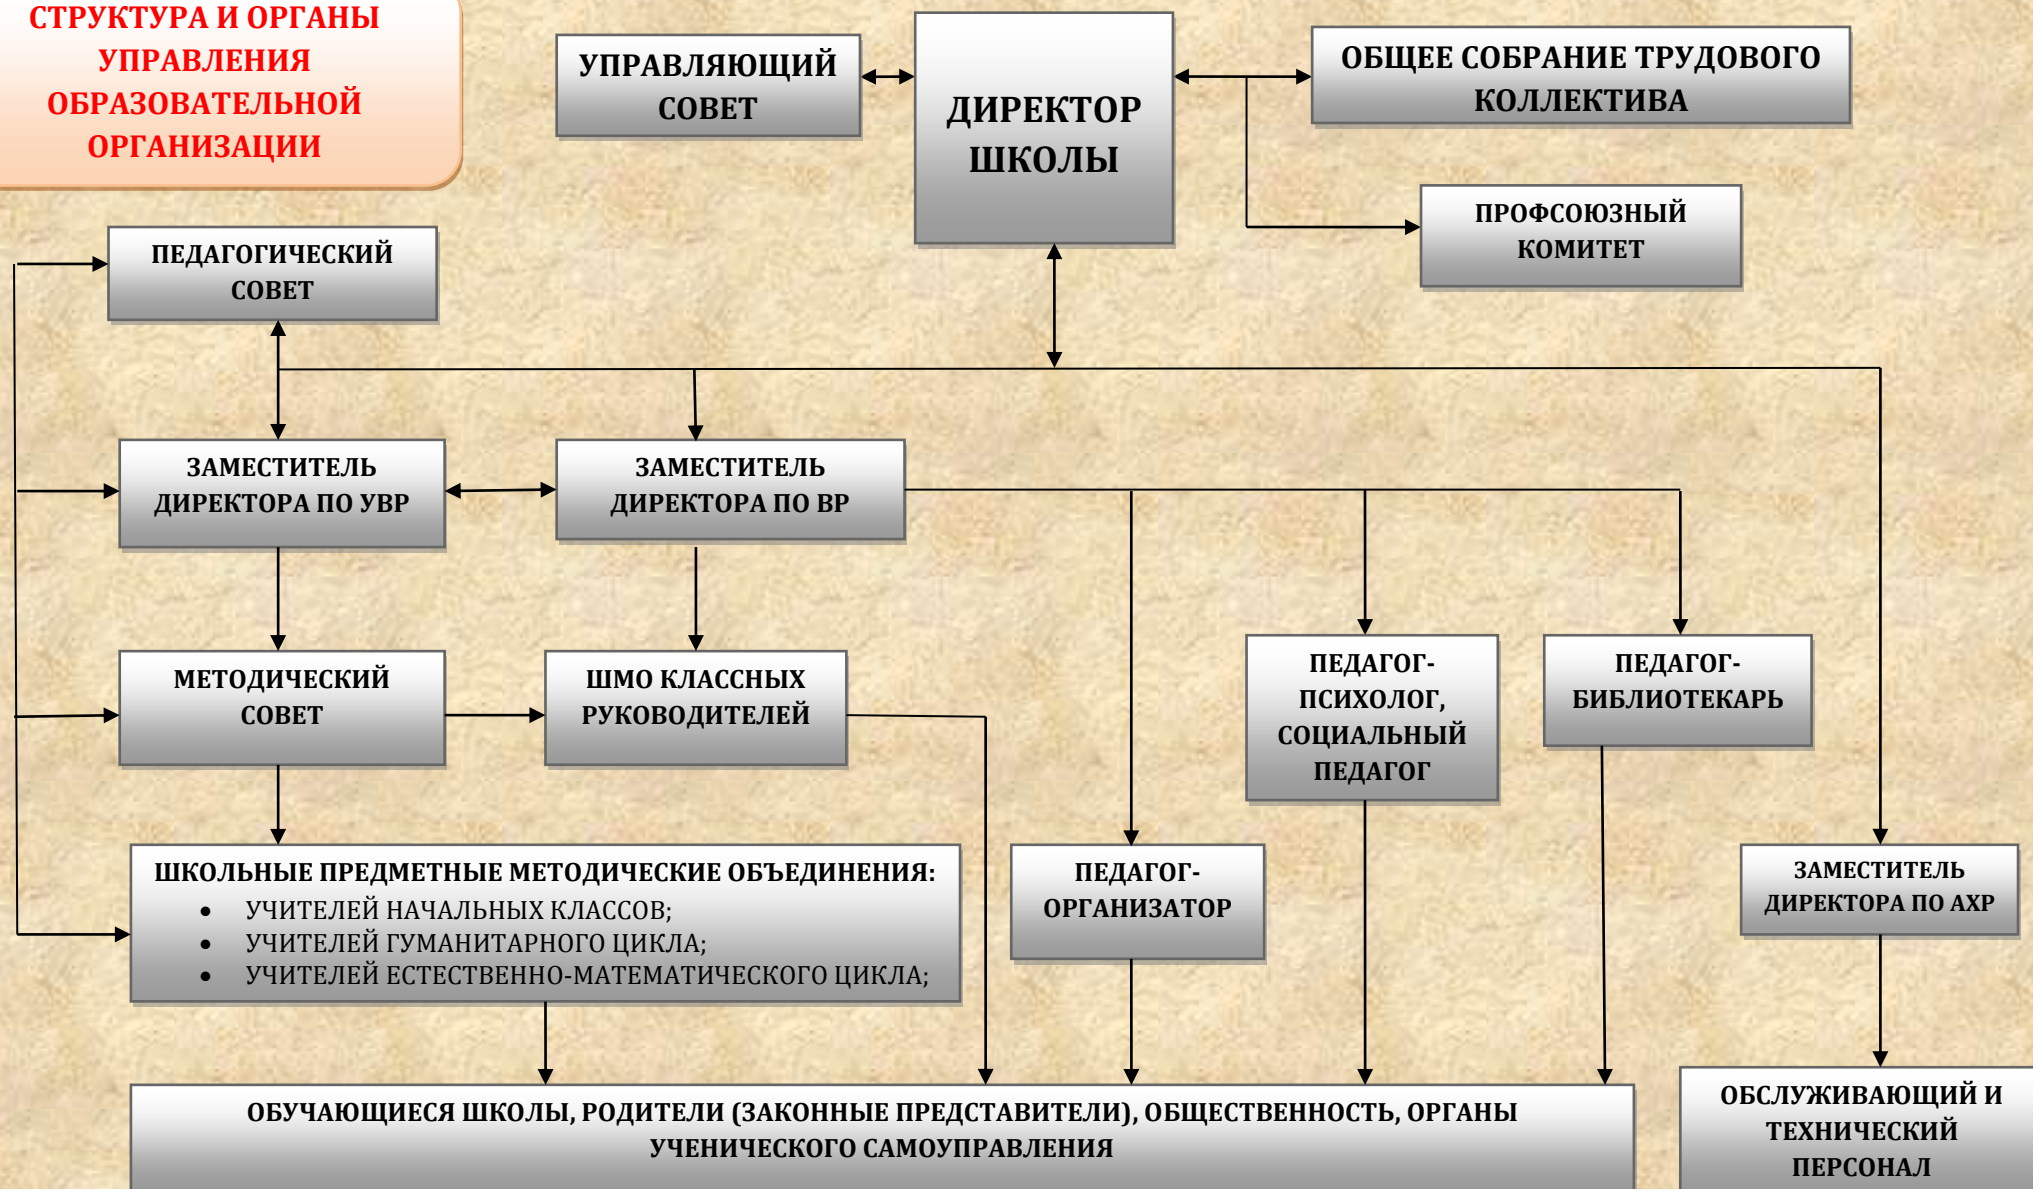 СТРУКТУРА И ОРГАНЫ
УПРАВЛЕНИЯ
ОБРАЗОВАТЕЛЬНОЙ
ОРГАНИЗАЦИИ
УПРАВЛЯЮЩИЙ
СОВЕТ
ДИРЕКТОР
ШКОЛЫ
ОБЩЕЕ СОБРАНИЕ ТРУДОВОГО
КОЛЛЕКТИВА
ПРОФСОЮЗНЫЙ
КОМИТЕТ
ПЕДАГОГИЧЕСКИЙ
СОВЕТ
ЗАМЕСТИТЕЛЬ
ДИРЕКТОРА ПО УВР
ЗАМЕСТИТЕЛЬ
ДИРЕКТОРА ПО ВР
МЕТОДИЧЕСКИЙ
СОВЕТ
ШМО КЛАССНЫХ
РУКОВОДИТЕЛЕЙ
ПЕДАГОГ-
ПСИХОЛОГ,
СОЦИАЛЬНЫЙ
ПЕДАГОГ
ПЕДАГОГ-
БИБЛИОТЕКАРЬ
ШКОЛЬНЫЕ ПРЕДМЕТНЫЕ МЕТОДИЧЕСКИЕ ОБЪЕДИНЕНИЯ:
• УЧИТЕЛЕЙ НАЧАЛЬНЫХ КЛАССОВ;
• УЧИТЕЛЕЙ ГУМАНИТАРНОГО ЦИКЛА;
• УЧИТЕЛЕЙ ЕСТЕСТВЕННО-МАТЕМАТИЧЕСКОГО ЦИКЛА;
ПЕДАГОГ-
ОРГАНИЗАТОР
ЗАМЕСТИТЕЛЬ
ДИРЕКТОРА ПО АХР
ОБУЧАЮЩИЕСЯ ШКОЛЫ, РОДИТЕЛИ (ЗАКОННЫЕ ПРЕДСТАВИТЕЛИ), ОБЩЕСТВЕННОСТЬ, ОРГАНЫ
УЧЕНИЧЕСКОГО САМОУПРАВЛЕНИЯ
ОБСЛУЖИВАЮЩИЙ И
ТЕХНИЧЕСКИЙ
ПЕРСОНАЛ